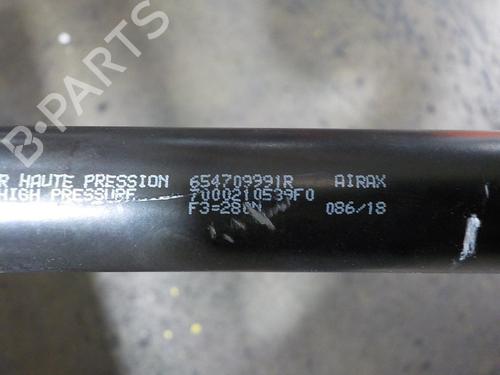 B-PARTS
R HAUTE PRESSION 654709991R AIRAX
HIGH PRESSURE 7000210539F0
F3=280N 086/18